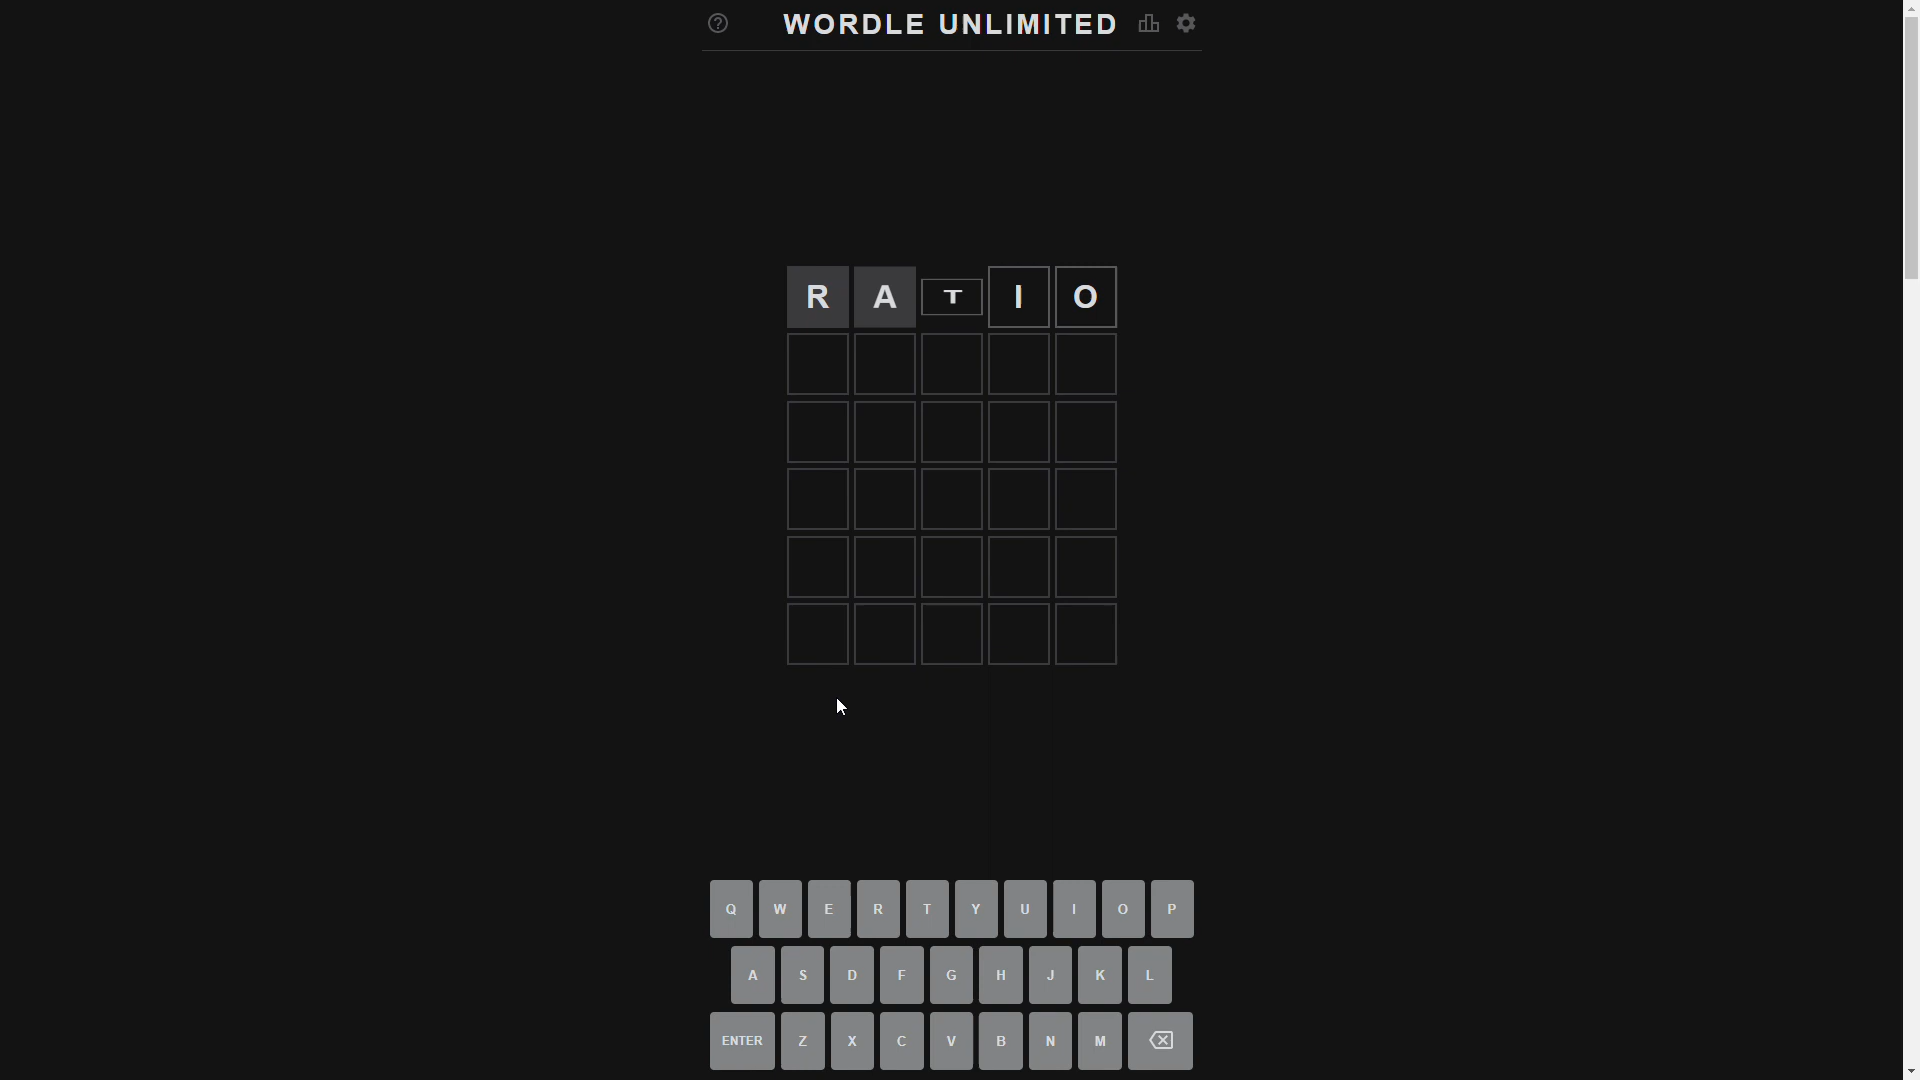 WORDLE UNLIMITED
R A T I O
Q W E R T Y U I O P
A S D F G H J K L
ENTER Z X C V B N M